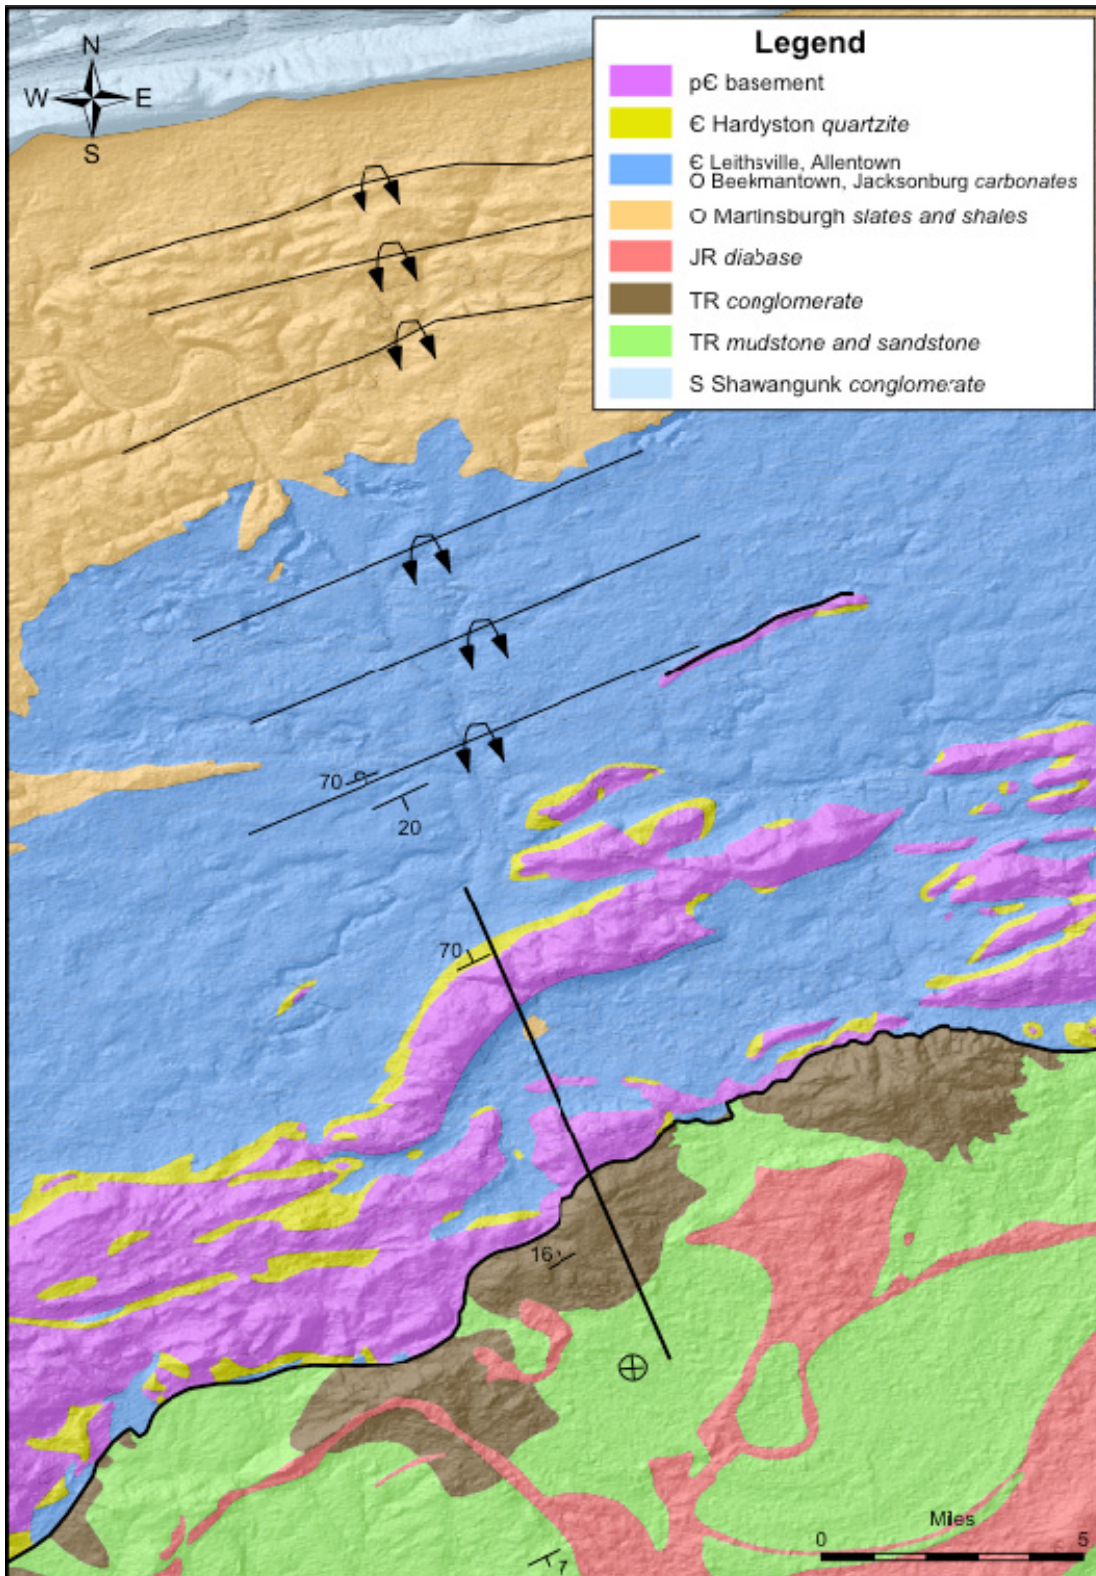 N
W E
S
Legend
pЄ basement
Є Hardyston quartzite
Є Leithsville, Allentown
O Beekmantown, Jacksonburg carbonates
O Martinsburgh slates and shales
JR diabase
TR conglomerate
TR mudstone and sandstone
S Shawangunk conglomerate
70
20
70
16
7
Miles
0 5